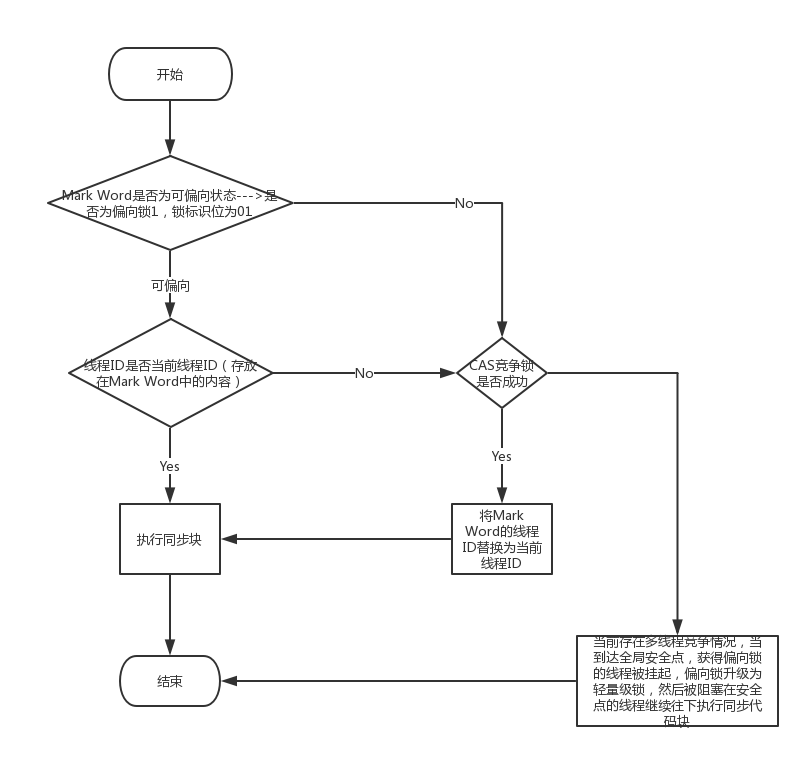 开始
Mark Word是否为可偏向状态--->是
否为偏向锁1，锁标识位为01
No
可偏向
线程ID是否当前线程ID（存放
在Mark Word中的内容）
No
CAS竞争锁
是否成功
Yes
Yes
执行同步块
将Mark
Word的线程
ID替换为当前
线程ID
当前存在多线程竞争情况，当
到达全局安全点，获得偏向锁
的线程被挂起，偏向锁升级为
轻量级锁，然后被阻塞在安全
点的线程继续往下执行同步代
码块
结束